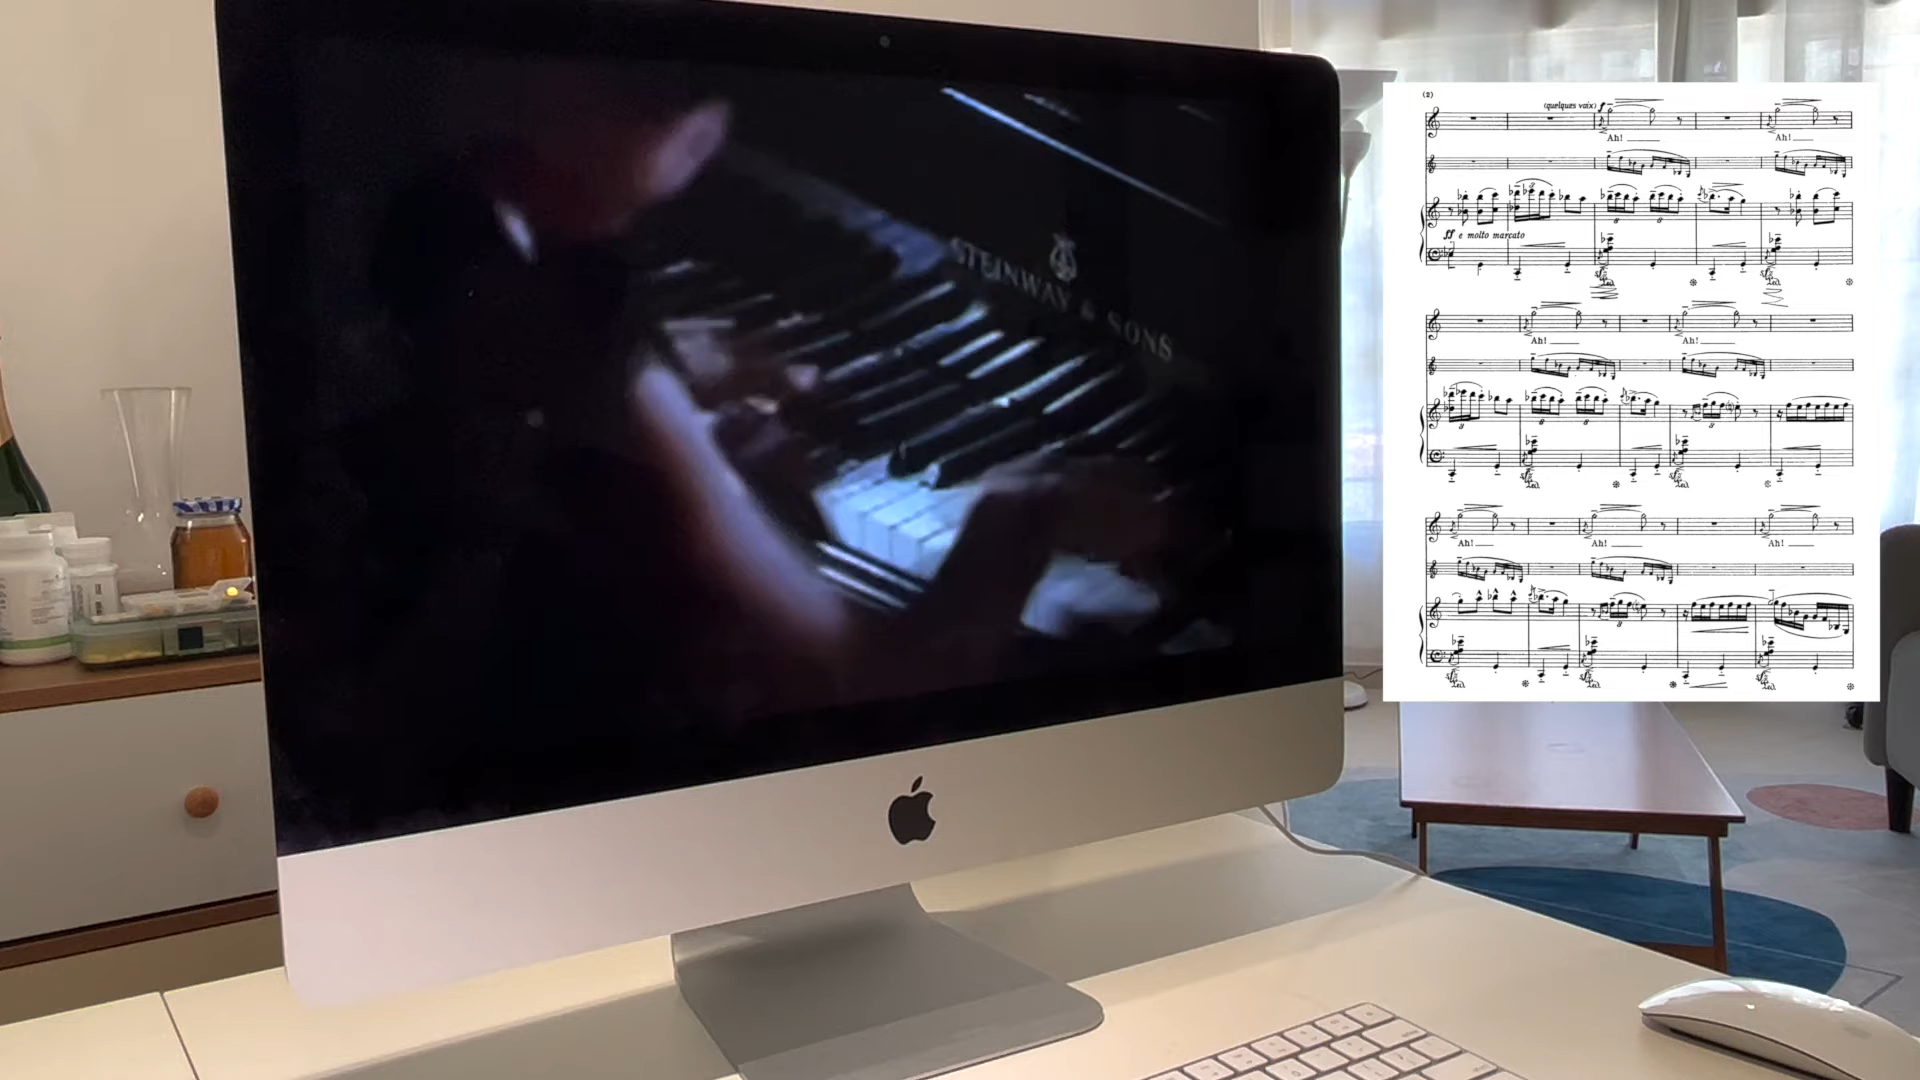 STEINWAY & SONS
(2)
(quelques voix) f
Ah! Ah!
ff e molto marcato
Ah! Ah!
Ah! Ah! Ah!